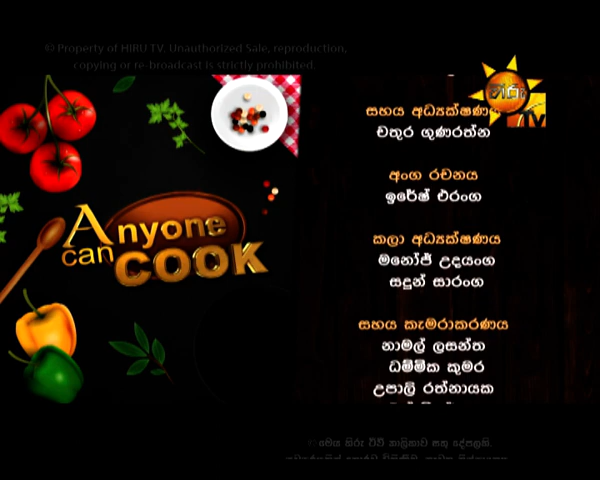 © Property of HIRU TV. Unauthorized Sale, reproduction,
copying or re-broadcast is strictly prohibited.
හිරු
TV
Anyone
can COOK
සහය අධ්‍යක්ෂණය
චතුර ගුණරත්න
අංග රචනය
ඉරේෂ් එරංග
කලා අධ්‍යක්ෂණය
මනෝජ් උදයංග
සදුන් සාරංග
සහය කැමරාකරණය
නාමල් ලසන්ත
ධම්මික කුමර
උපාලි රත්නායක
© මෙය හිරු ටීවී නාලිකාව සතු දේපලකි.